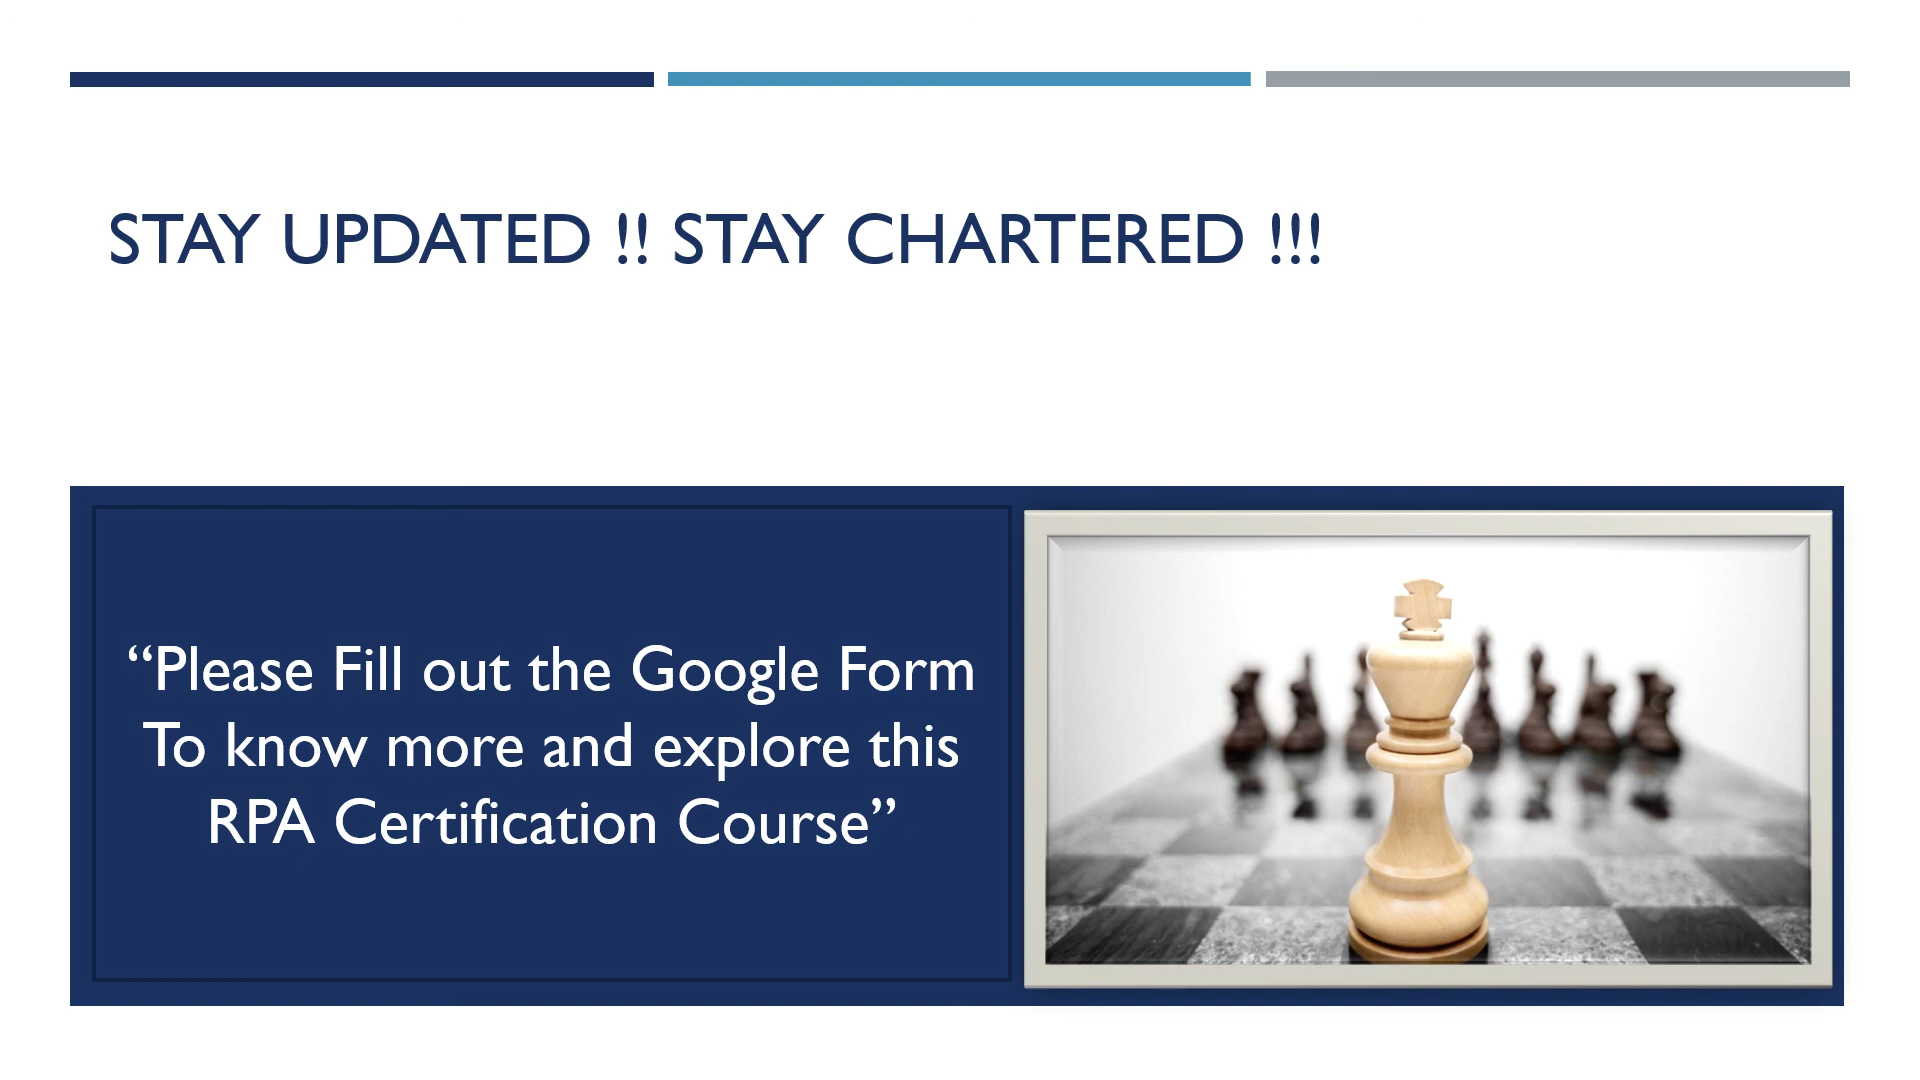 STAY UPDATED !! STAY CHARTERED !!!
“Please Fill out the Google Form
To know more and explore this
RPA Certification Course”